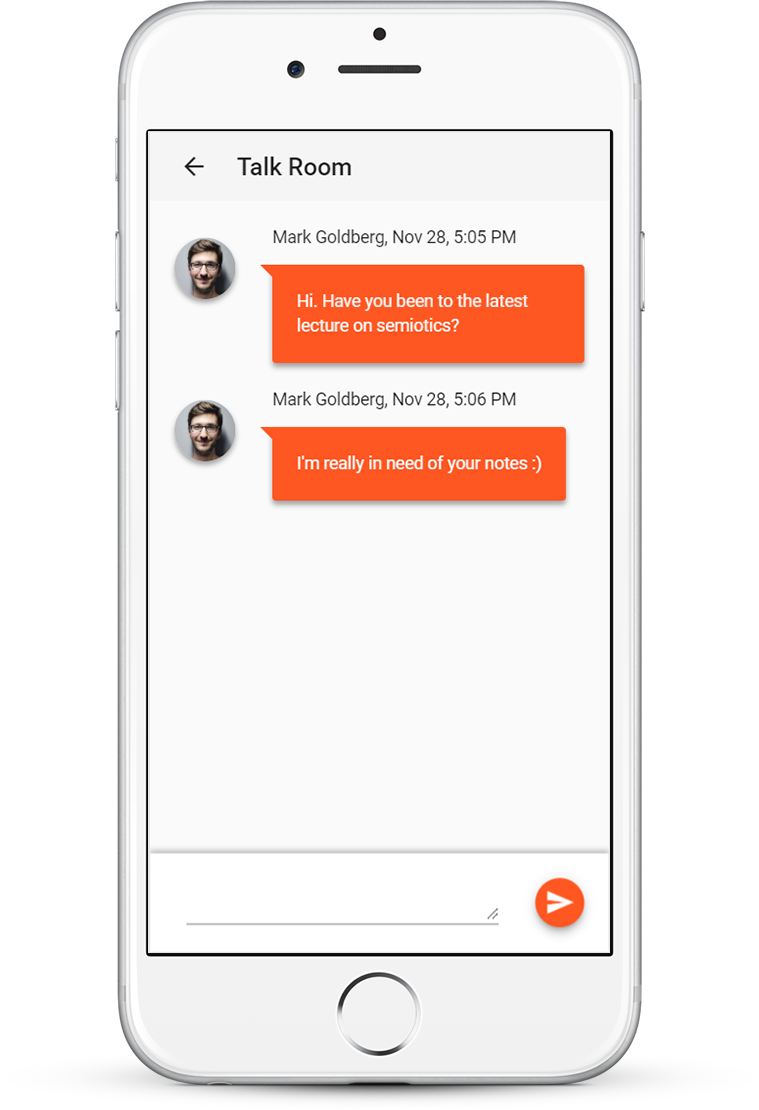 Talk Room
Mark Goldberg, Nov 28, 5:05 PM
Hi. Have you been to the latest
lecture on semiotics?
Mark Goldberg, Nov 28, 5:06 PM
I'm really in need of your notes :)